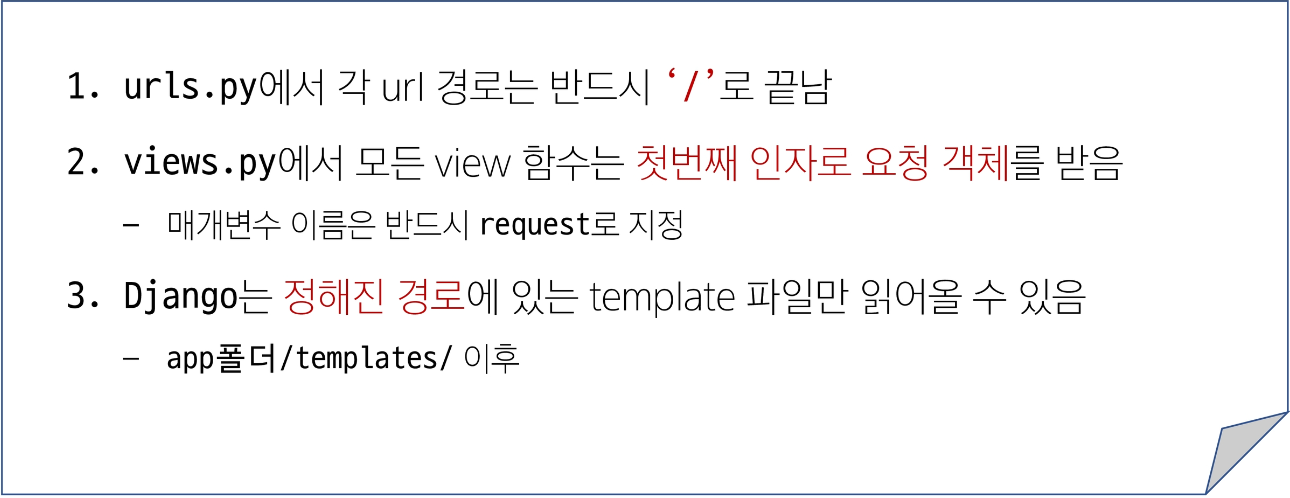 1. urls.py에서 각 url 경로는 반드시 ‘/’로 끝남
2. views.py에서 모든 view 함수는 첫번째 인자로 요청 객체를 받음
– 매개변수 이름은 반드시 request로 지정
3. Django는 정해진 경로에 있는 template 파일만 읽어올 수 있음
– app폴더/templates/ 이후